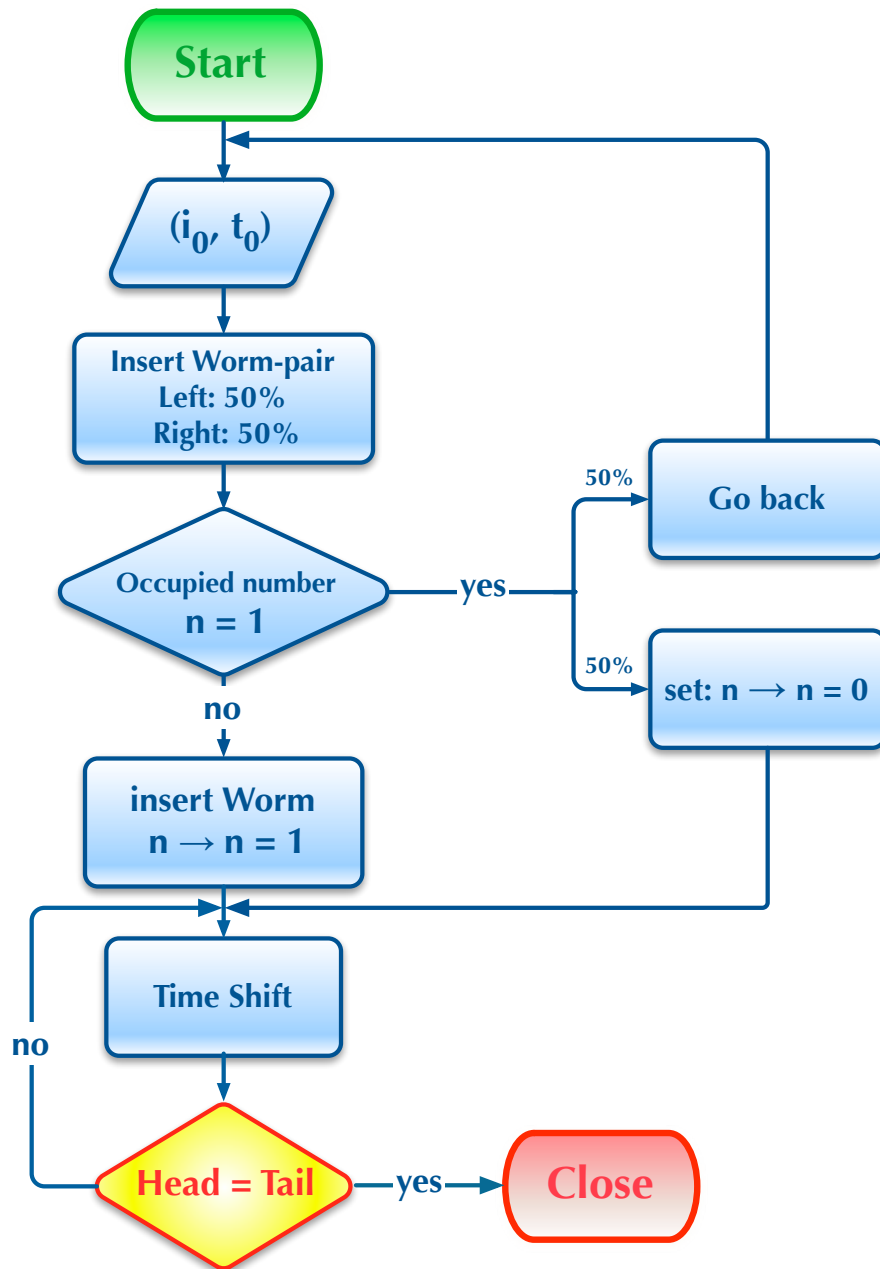 Start
(i₀, t₀)
Insert Worm-pair
Left: 50%
Right: 50%
Occupied number
n = 1
yes
50%
Go back
50%
set: n → n = 0
no
insert Worm
n → n = 1
Time Shift
no
Head = Tail
yes
Close